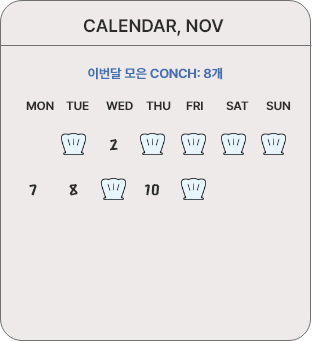 CALENDAR, NOV
이번달 모은 CONCH: 8개
MON TUE WED THU FRI SAT SUN
2
7 8 10